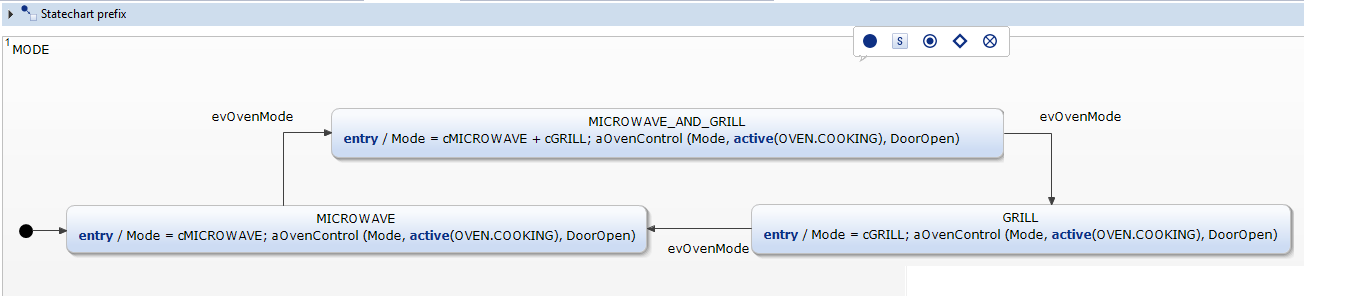 Statechart prefix
1
MODE
S
evOvenMode
MICROWAVE_AND_GRILL
evOvenMode
entry / Mode = cMICROWAVE + cGRILL; aOvenControl (Mode, active(OVEN.COOKING), DoorOpen)
MICROWAVE
entry / Mode = cMICROWAVE; aOvenControl (Mode, active(OVEN.COOKING), DoorOpen)
GRILL
entry / Mode = cGRILL; aOvenControl (Mode, active(OVEN.COOKING), DoorOpen)
evOvenMode